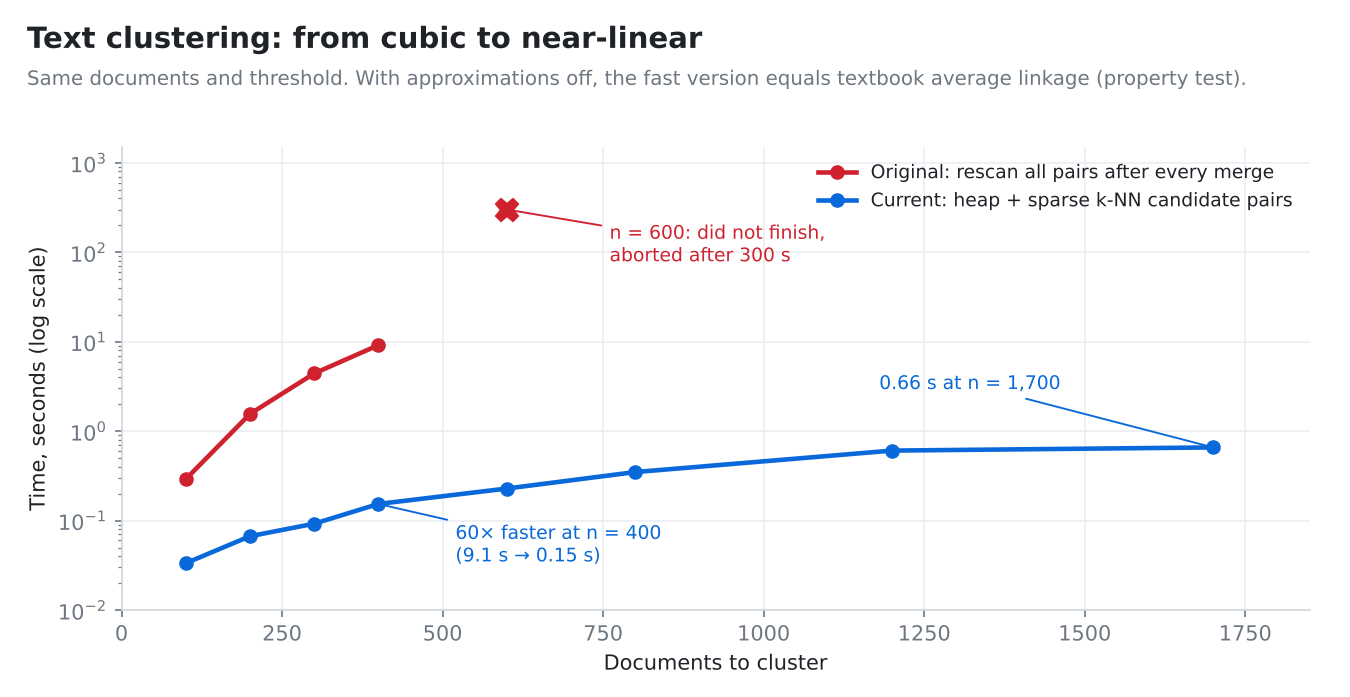 Text clustering: from cubic to near-linear
Same documents and threshold. With approximations off, the fast version equals textbook average linkage (property test).
Original: rescan all pairs after every merge
Current: heap + sparse k-NN candidate pairs
n = 600: did not finish,
aborted after 300 s
0.66 s at n = 1,700
60× faster at n = 400
(9.1 s → 0.15 s)
Time, seconds (log scale)
10³
10²
10¹
10⁰
10⁻¹
10⁻²
0 250 500 750 1000 1250 1500 1750
Documents to cluster